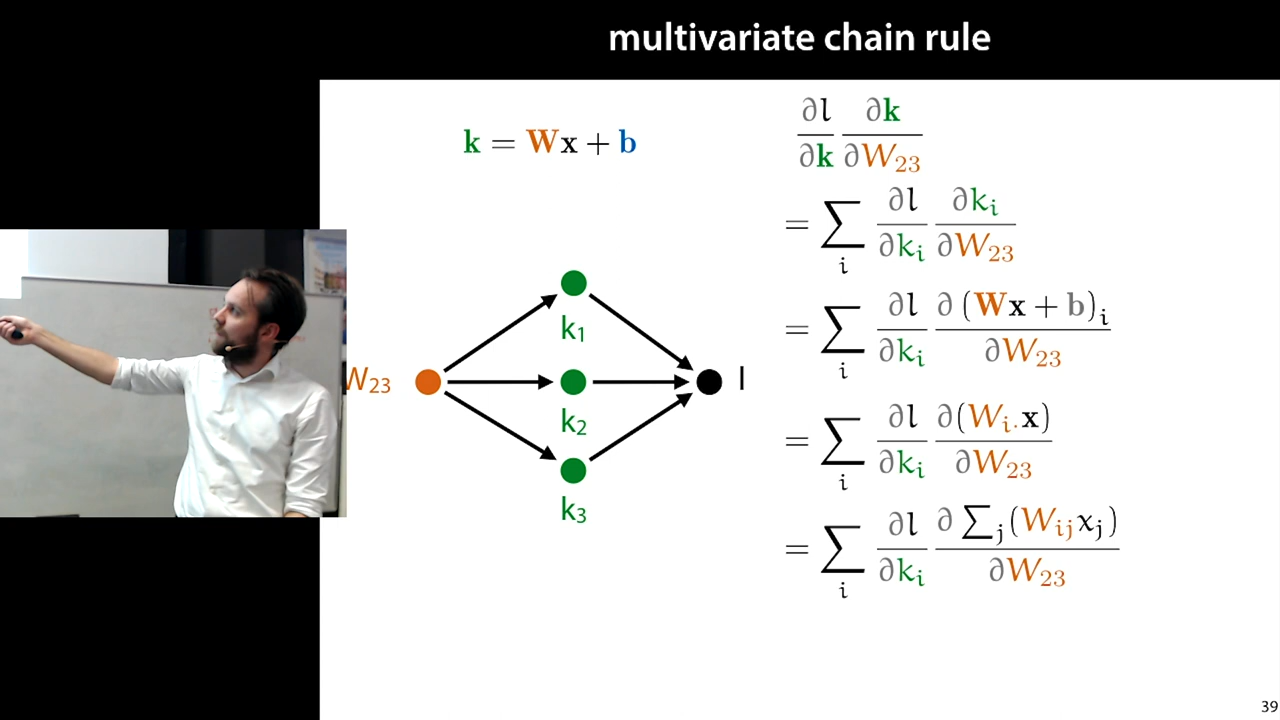 multivariate chain rule
k = Wx + b
∂l/∂k ∂k/∂W₂₃
= ∑ᵢ ∂l/∂kᵢ ∂kᵢ/∂W₂₃
= ∑ᵢ ∂l/∂kᵢ ∂(Wx + b)ᵢ/∂W₂₃
= ∑ᵢ ∂l/∂kᵢ ∂(Wᵢ.x)/∂W₂₃
= ∑ᵢ ∂l/∂kᵢ ∂∑ⱼ(Wᵢⱼxⱼ)/∂W₂₃
k₁
W₂₃
l
k₂
k₃
39